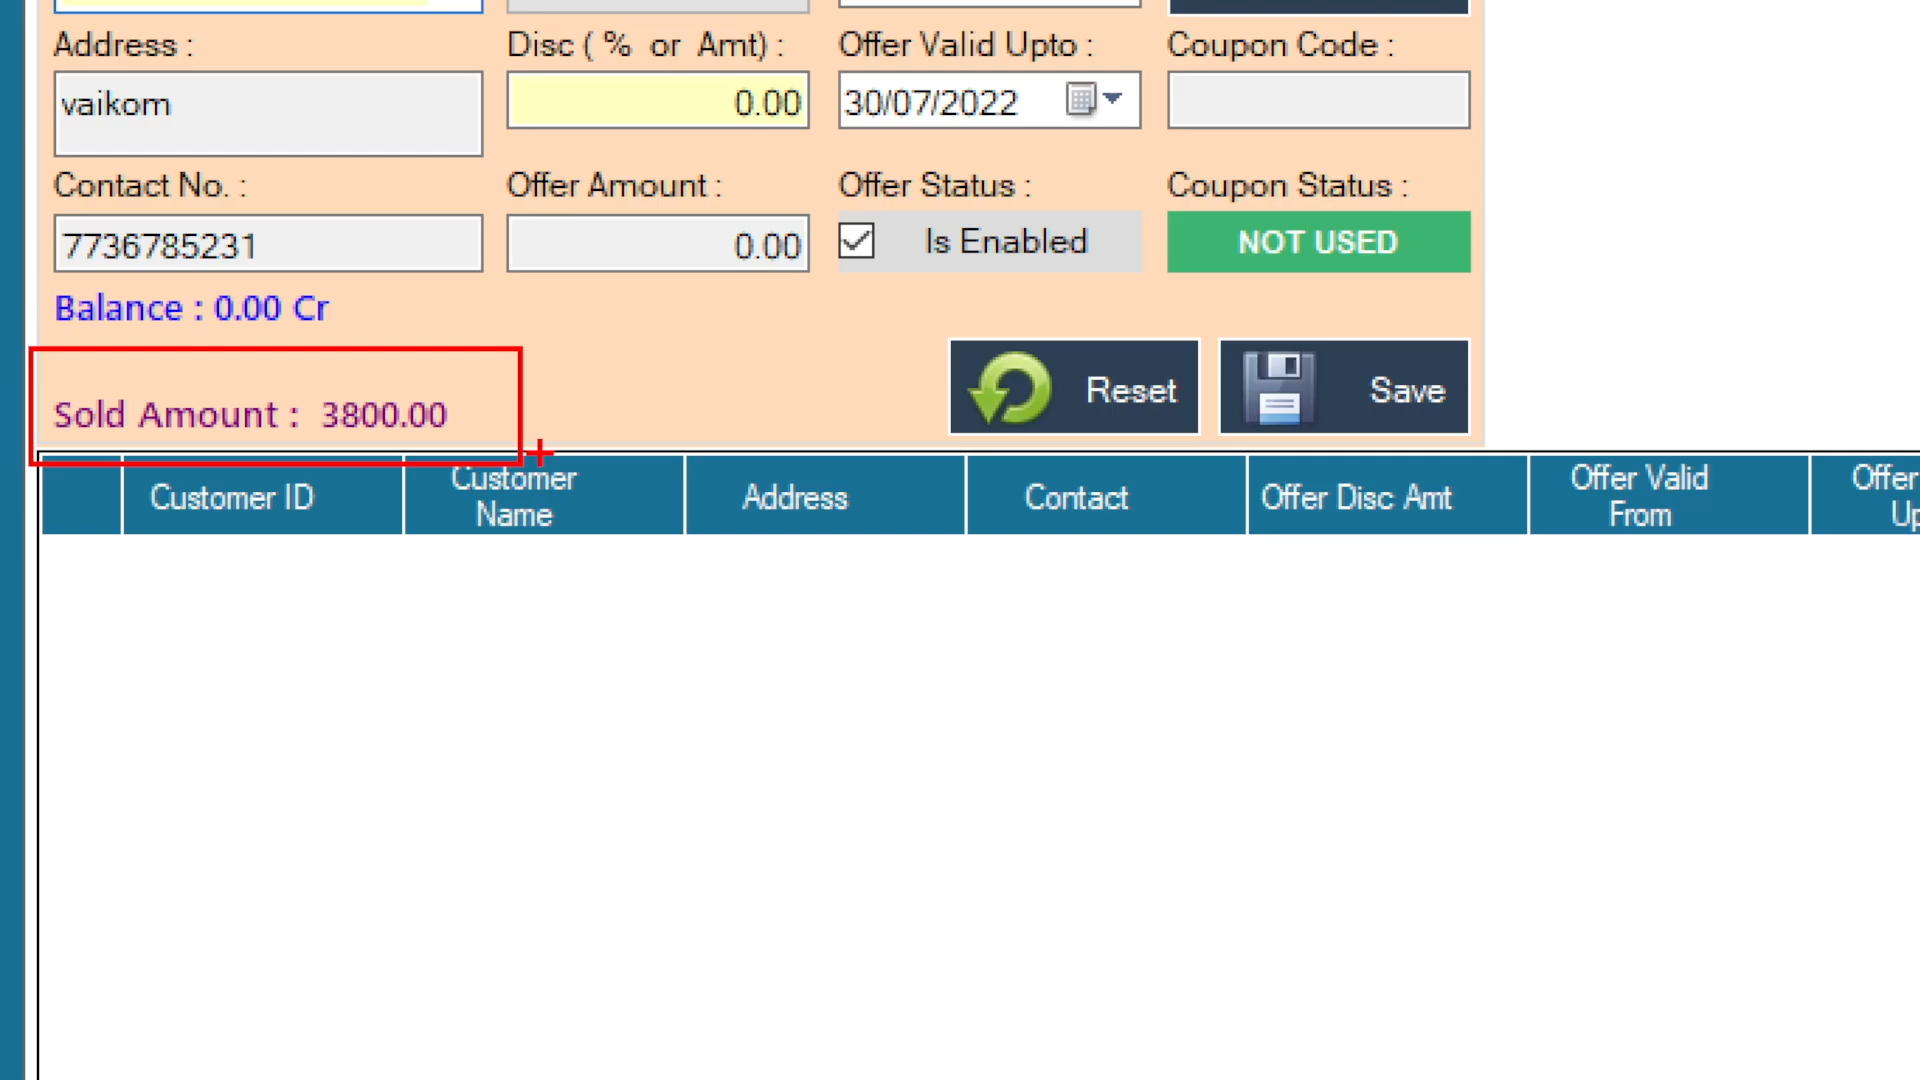 Address :
Disc ( % or Amt) :
Offer Valid Upto :
Coupon Code :
vaikom
0.00
30/07/2022
Contact No. :
Offer Amount :
Offer Status :
Coupon Status :
7736785231
0.00
Is Enabled
NOT USED
Balance : 0.00 Cr
Sold Amount : 3800.00
Reset
Save
Customer ID
Customer
Name
Address
Contact
Offer Disc Amt
Offer Valid
From
Offer
Up